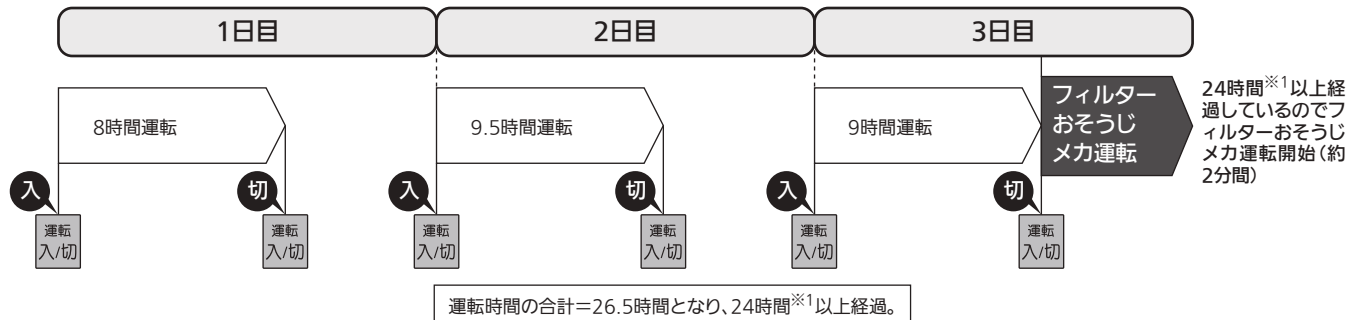 1日目
2日目
3日目
8時間運転
9.5時間運転
9時間運転
フィルター
おそうじ
メカ運転
24時間※1以上経
過しているのでフ
ィルターおそうじ
メカ運転開始(約
2分間)
入
切
入
切
入
切
運転
入/切
運転
入/切
運転
入/切
運転
入/切
運転
入/切
運転
入/切
運転時間の合計=26.5時間となり、24時間※1以上経過。